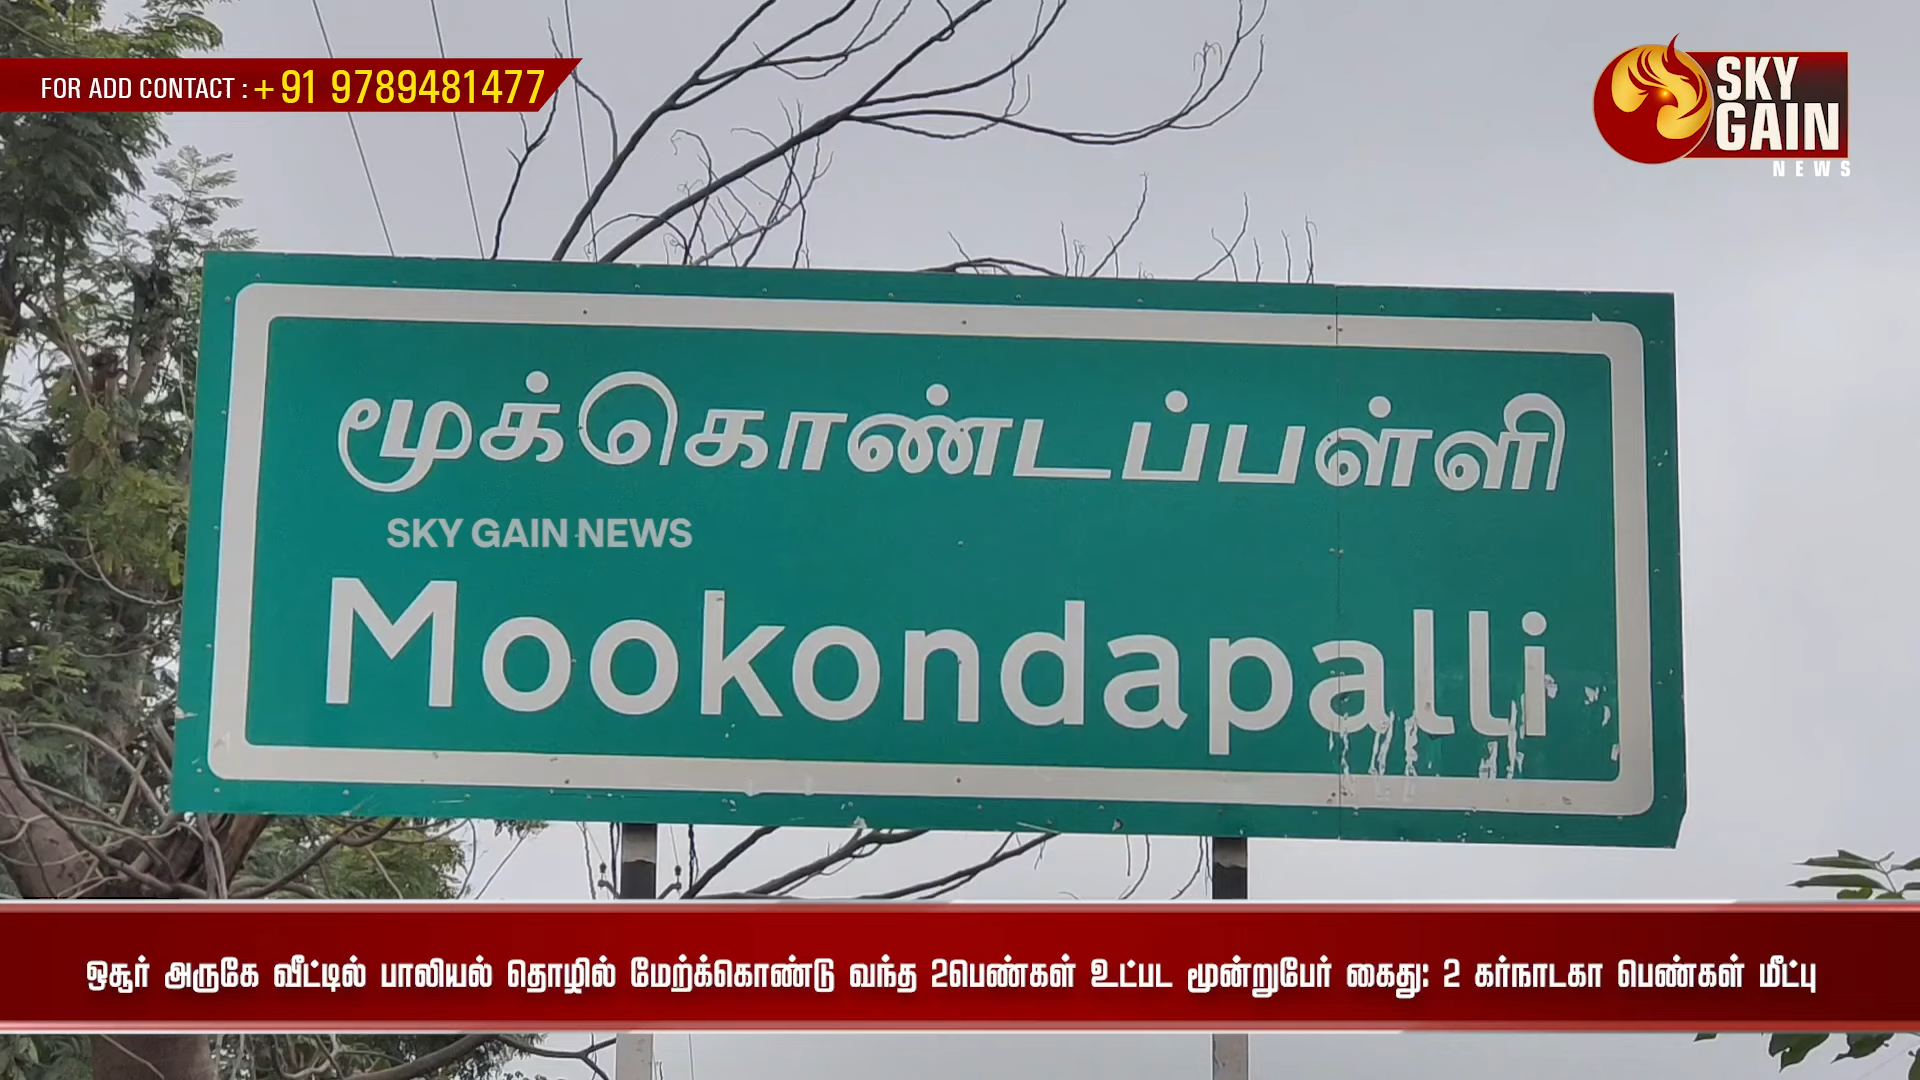 FOR ADD CONTACT : +91 9789481477
SKY
GAIN
NEWS
மூக்கொண்டப்பள்ளி
SKY GAIN NEWS
Mookondapalli
ஒசூர் அருகே வீட்டில் பாலியல் தொழில் மேற்க்கொண்டு வந்த 2பெண்கள் உட்பட மூன்றுபேர் கைது: 2 கர்நாடகா பெண்கள் மீட்பு